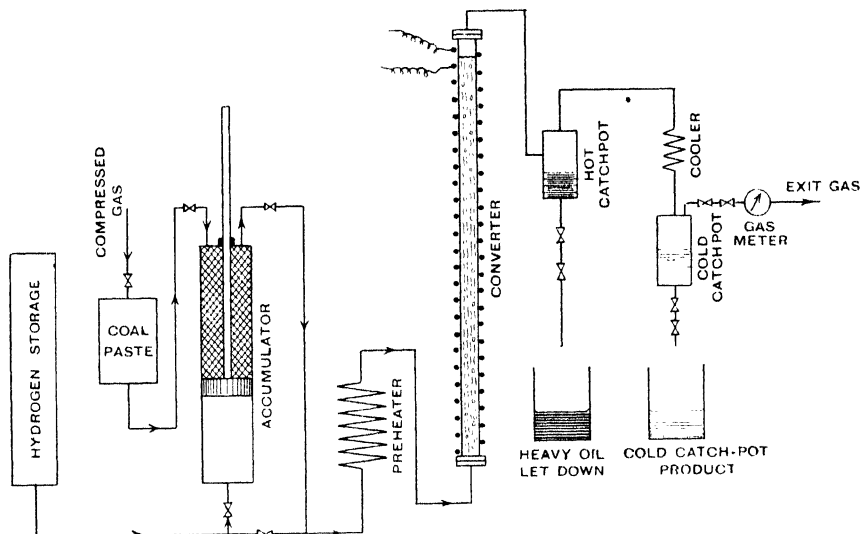 HYDROGEN STORAGE
COMPRESSED
GAS
COAL
PASTE
ACCUMULATOR
PREHEATER
CONVERTER
HOT
CATCHPOT
COOLER
COLD
CATCHPOT
GAS
METER
EXIT GAS
HEAVY OIL
LET DOWN
COLD CATCH-POT
PRODUCT